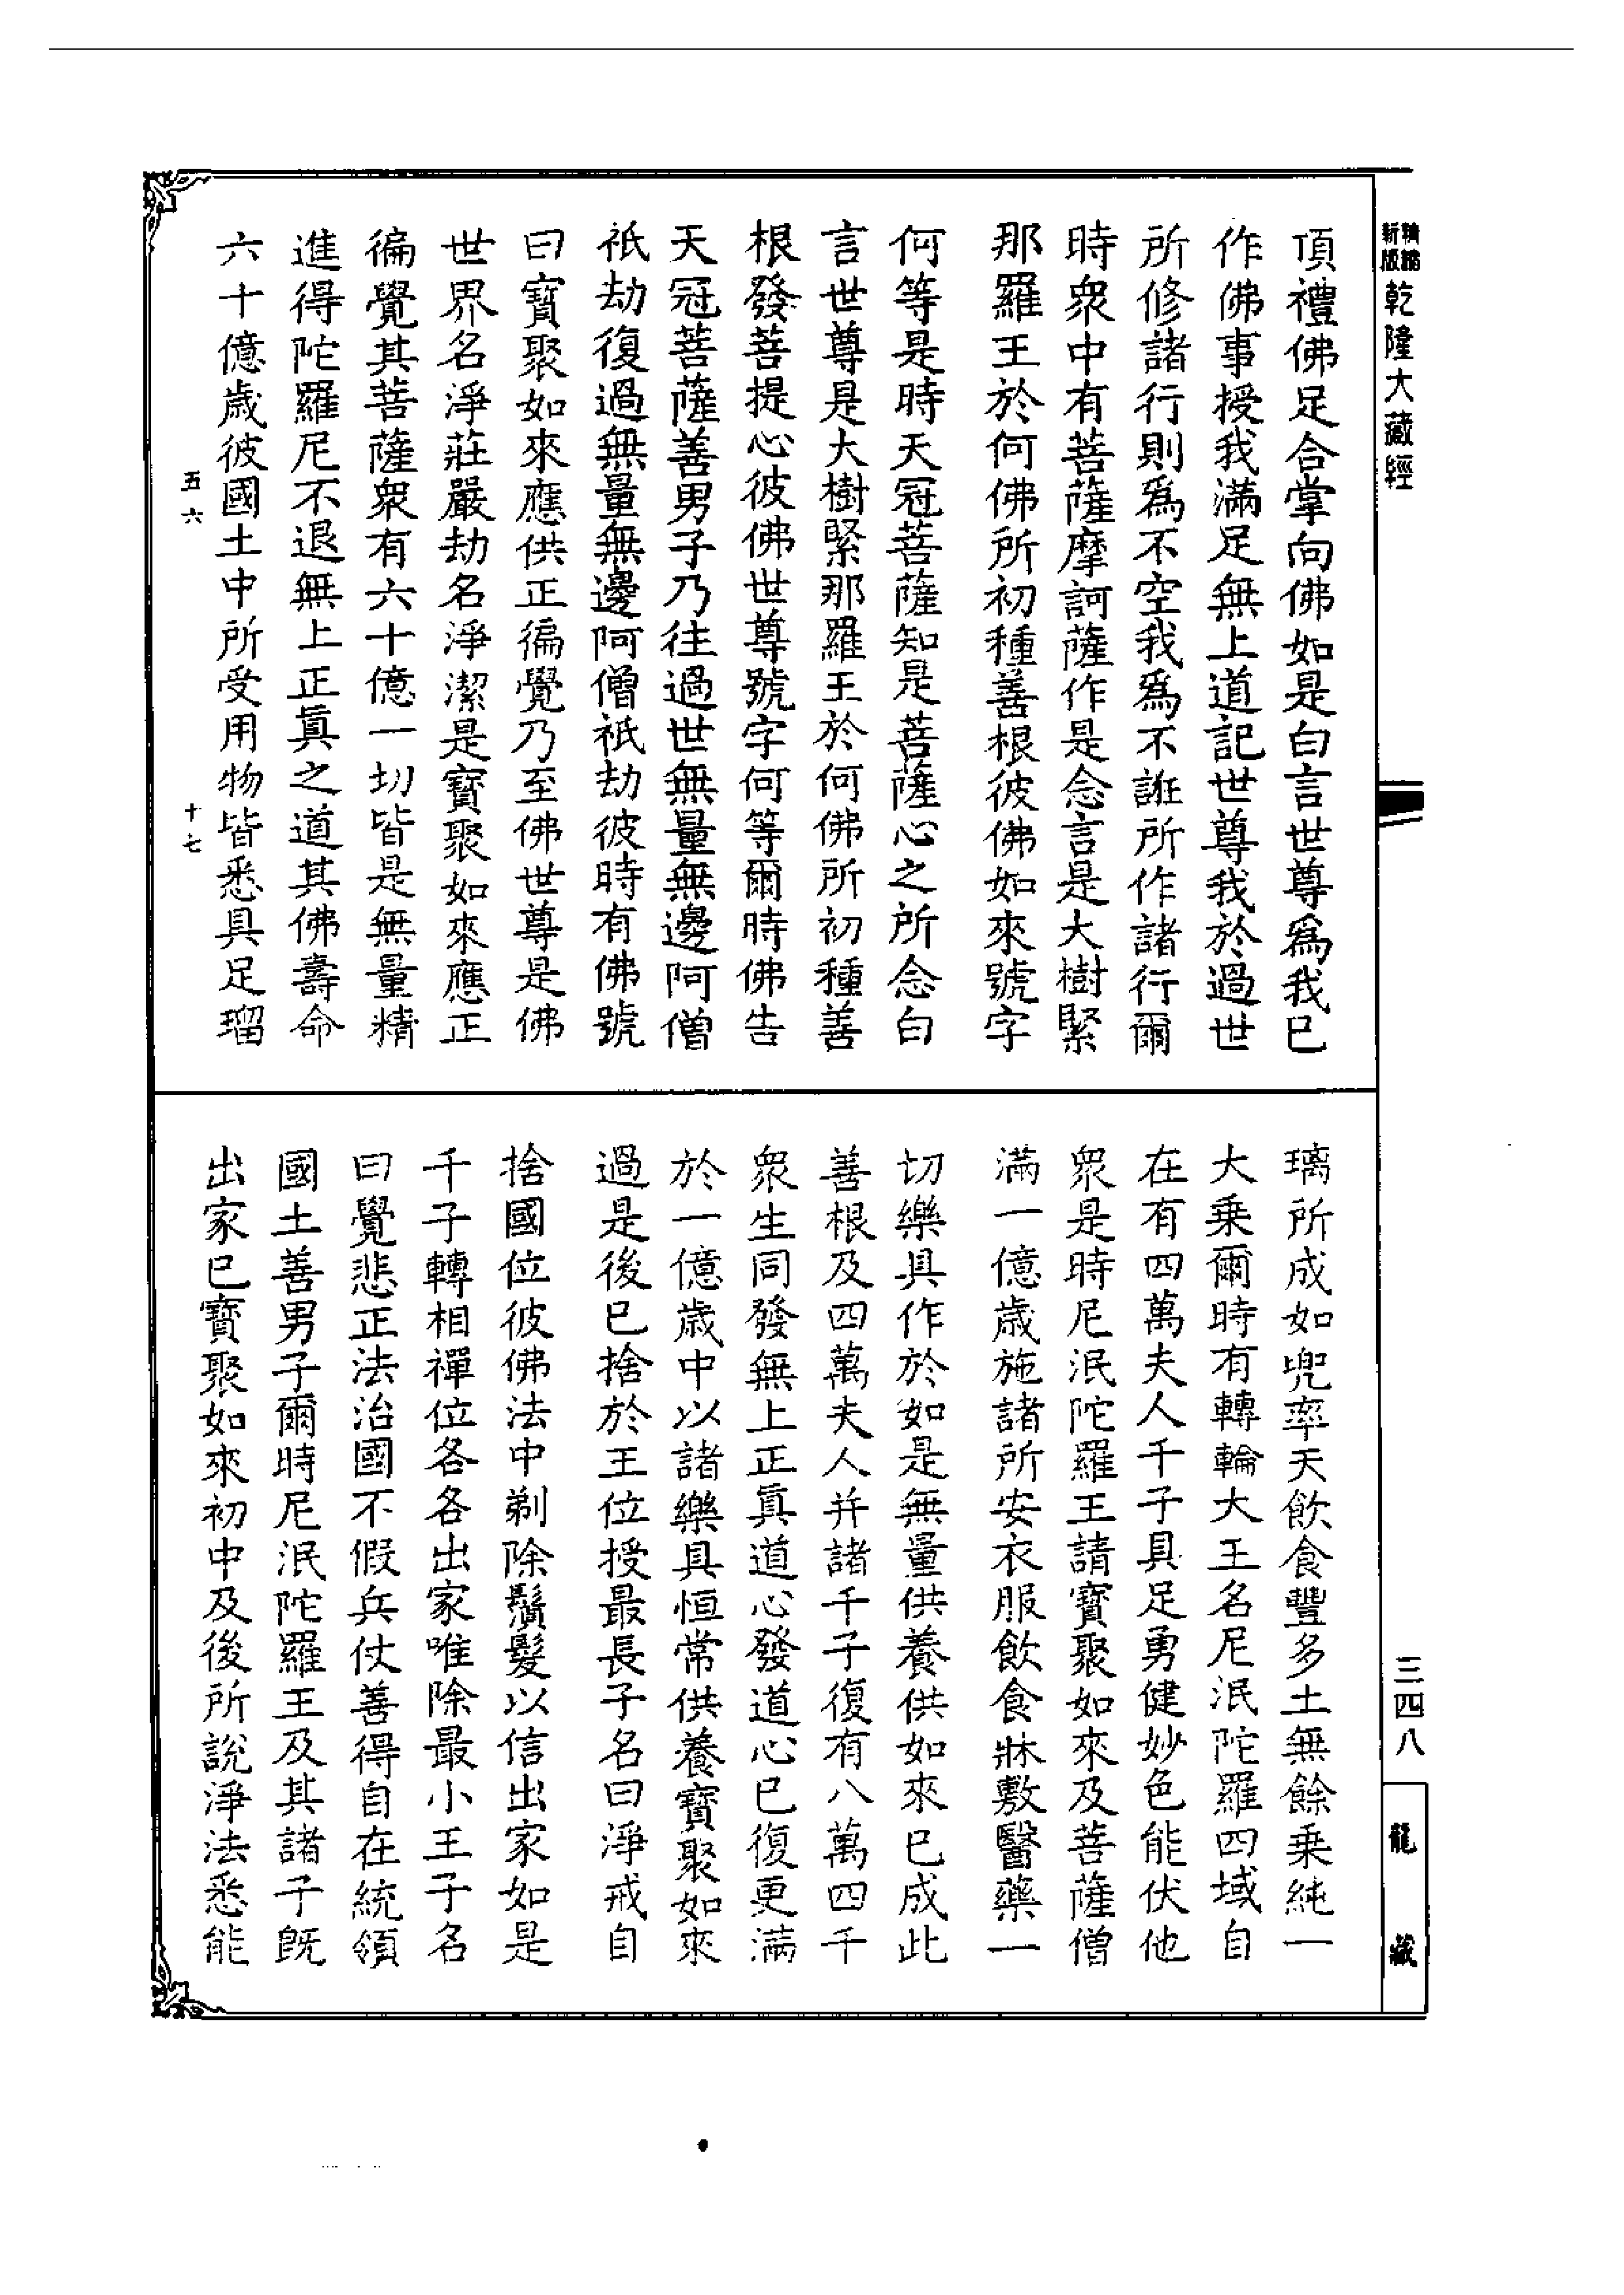 新版
精縮
乾隆大藏經
頂禮佛足合掌向佛如是白言世尊爲我已
作佛事授我滿足無上道記世尊我於過世
所修諸行則爲不空我爲不誑所作諸行爾
時衆中有菩薩摩訶薩作是念言是大樹緊
那羅王於何佛所初種善根彼佛如來號字
何等是時天冠菩薩知是菩薩心之所念白
言世尊是大樹緊那羅王於何佛所初種善
根發菩提心彼佛世尊號字何等爾時佛告
天冠菩薩善男子乃往過世無量無邊阿僧
祇劫復過無量無邊阿僧祇劫彼時有佛號
曰寶聚如來應供正徧覺乃至佛世尊是佛
世界名淨莊嚴劫名淨潔是寶聚如來應正
徧覺其菩薩衆有六十億一切皆是無量精
進得陀羅尼不退無上正真之道其佛壽命
六十億歲彼國土中所受用物皆悉具足瑠
五六
十七
璃所成如兜率天飲食豐多土無餘乘純一
大乘爾時有轉輪大王名尼泯陀羅四域自
在有四萬夫人千子具足勇健妙色能伏他
衆是時尼泯陀羅王請寶聚如來及菩薩僧
滿一億歲施諸所安衣服飲食牀敷醫藥一
切樂具作於如是無量供養供如來已成此
善根及四萬夫人并諸千子復有八萬四千
衆生同發無上正真道心發道心已復更滿
於一億歲中以諸樂具恒常供養寶聚如來
過是後已捨於王位授最長子名曰淨戒自
捨國位彼佛法中剃除鬚髮以信出家如是
千子轉相禪位各各出家唯除最小王子名
曰覺悲正法治國不假兵仗善得自在統領
國土善男子爾時尼泯陀羅王及其諸子旣
出家已寶聚如來初中及後所說淨法悉能
三四八
龍藏